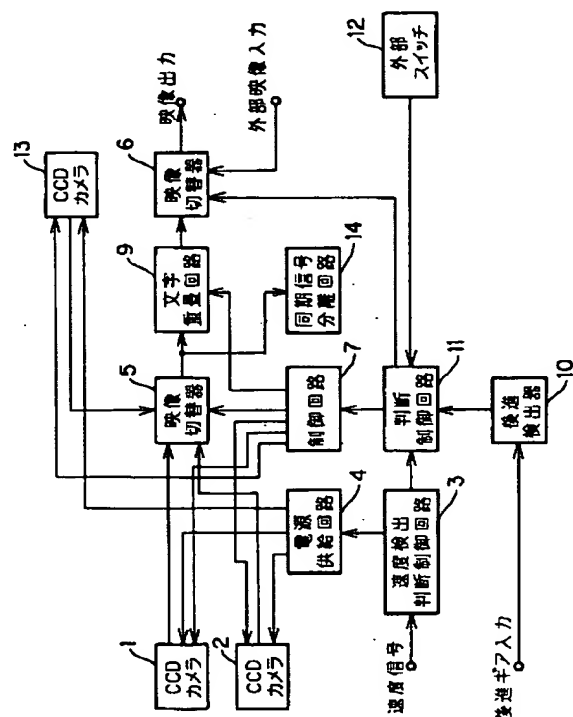 1
CCD
カメラ
2
CCD
カメラ
13
CCD
カメラ
5
映像
切替器
9
文字
重畳回路
6
映像
切替器
映像出力
外部映像入力
14
同期信号
分離回路
4
電源
供給回路
7
制御回路
12
外部
スイッチ
速度信号
3
速度検出
判断制御回路
11
判断
制御回路
後進ギア入力
10
後進
検出器